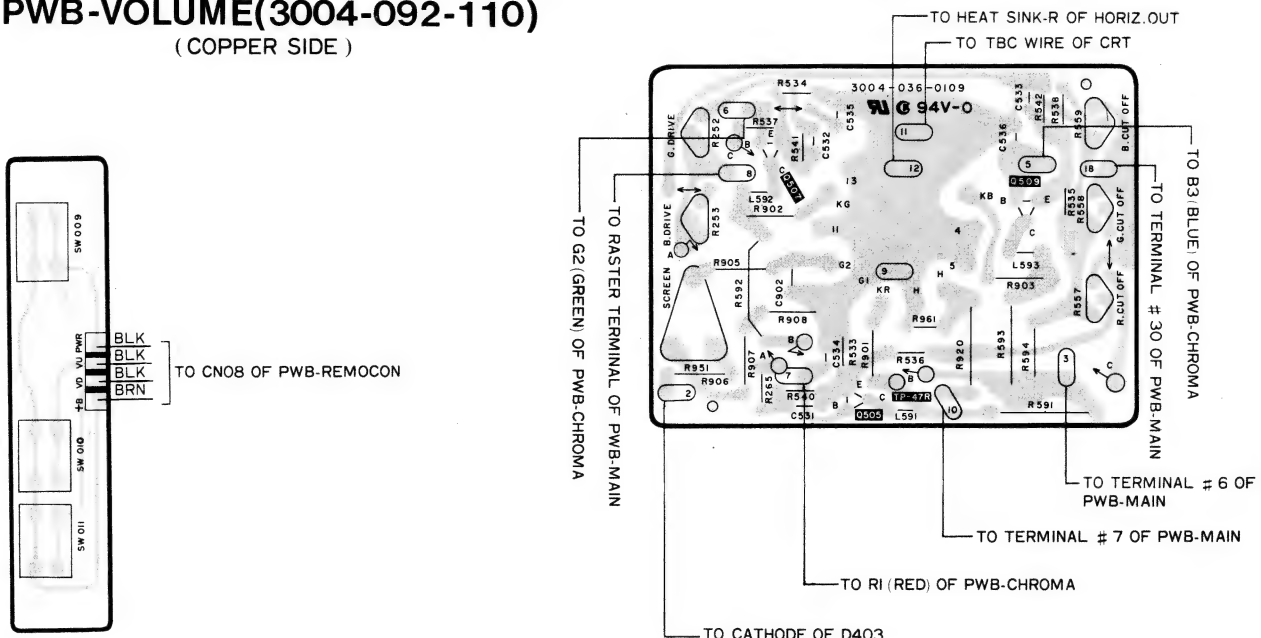 PWB-VOLUME(3004-092-110)
( COPPER SIDE )
SW009
PWR
VU
VD
+B
BLK
BLK
BLK
BRN
TO CN08 OF PWB-REMOCON
SW 010
SW 011
TO HEAT SINK-R OF HORIZ.OUT
TO TBC WIRE OF CRT
TO G2 (GREEN) OF PWB-CHROMA
TO RASTER TERMINAL OF PWB-MAIN
R534
3004-036-0109
94V-0
G.DRIVE
R252
6
R537
E
B
C
C
Q507
R541
C532
C535
11
12
C533
R542
R538
C536
R559
B.CUT OFF
5
18
Q509
8
L592
R902
13
KG
KB
B
E
C
R535
R558
G.CUT OFF
B.DRIVE
R253
A
11
4
L593
R903
SCREEN
R905
R592
C902
G2
G1
9
KR
H
H
5
R557
R.CUT OFF
R908
R961
R951
R906
R907
A
B
C534
R533
R901
R536
R920
R593
R594
3
C
2
R265
7
R540
C531
E
B
1
C
Q505
B
TP-47R
L591
10
R591
TO B3 (BLUE) OF PWB-CHROMA
TO TERMINAL # 30 OF PWB-MAIN
TO TERMINAL # 6 OF
PWB-MAIN
TO TERMINAL # 7 OF PWB-MAIN
TO R1 (RED) OF PWB-CHROMA
TO CATHODE OF D403